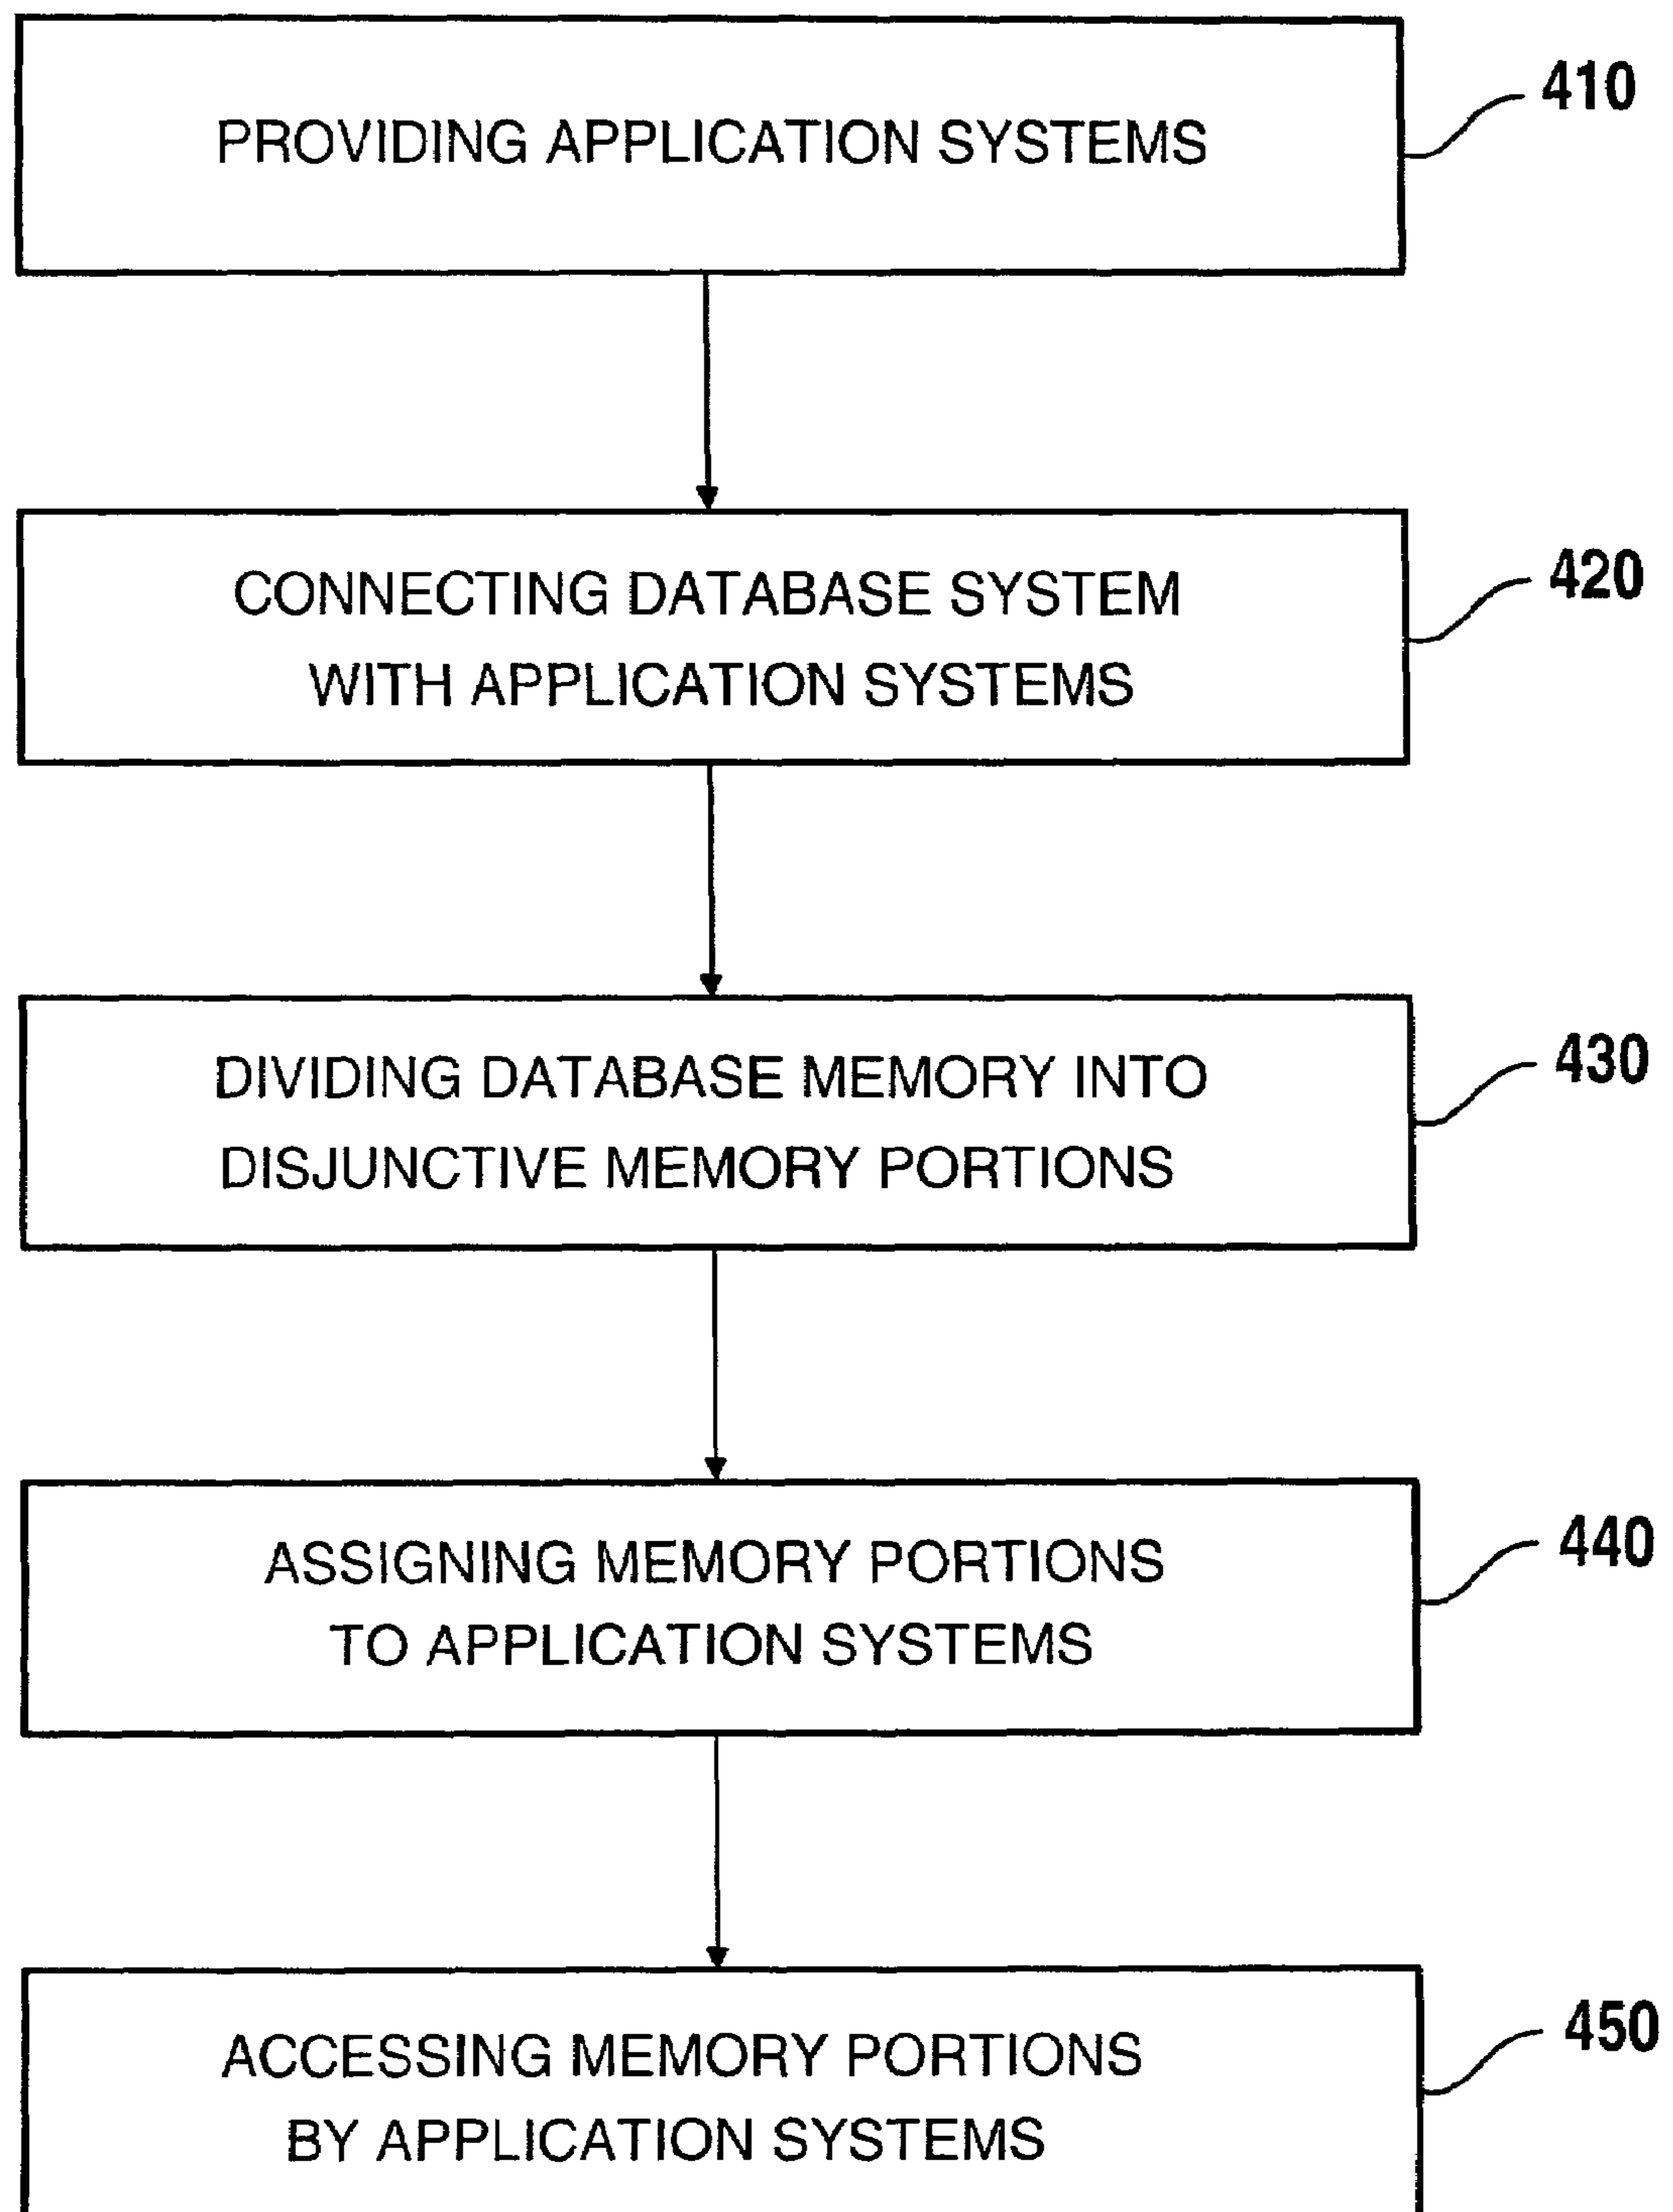 PROVIDING APPLICATION SYSTEMS
410
CONNECTING DATABASE SYSTEM
WITH APPLICATION SYSTEMS
420
DIVIDING DATABASE MEMORY INTO
DISJUNCTIVE MEMORY PORTIONS
430
ASSIGNING MEMORY PORTIONS
TO APPLICATION SYSTEMS
440
ACCESSING MEMORY PORTIONS
BY APPLICATION SYSTEMS
450